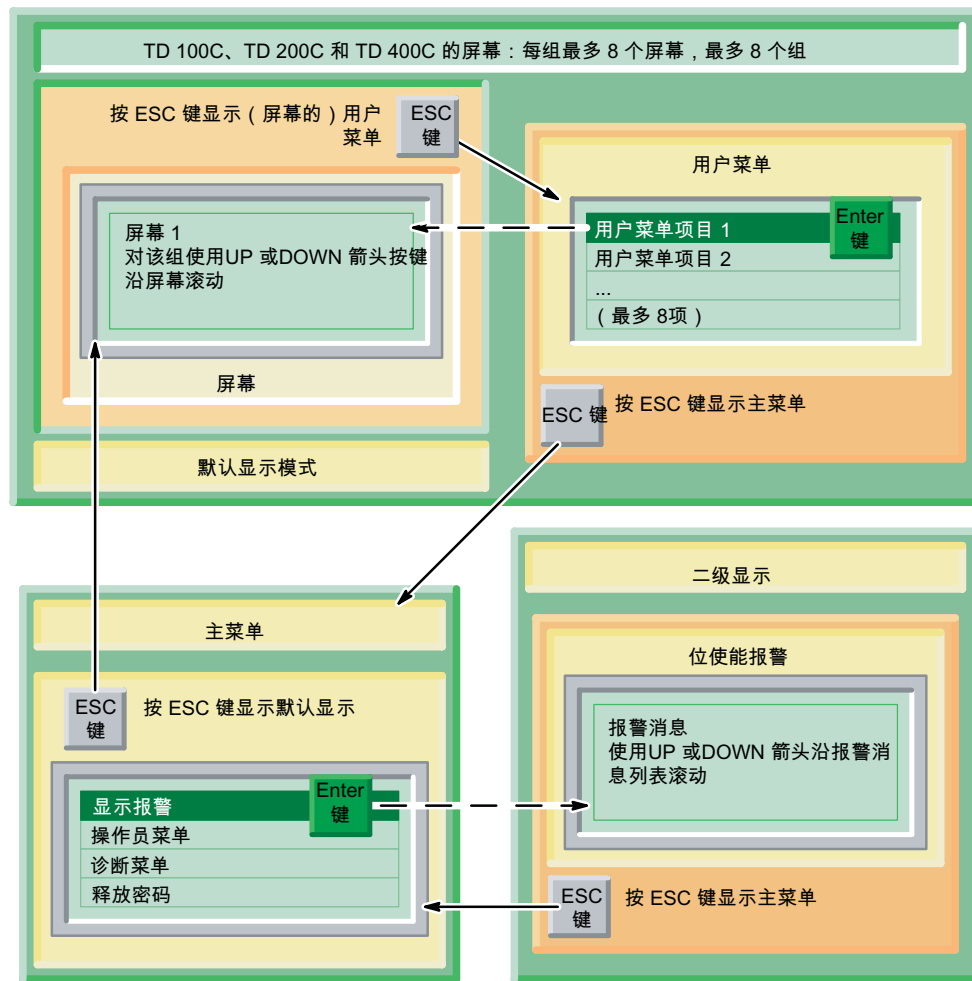 TD 100C、TD 200C 和 TD 400C 的屏幕：每组最多 8 个屏幕，最多 8 个组
按 ESC 键显示（屏幕的）用户
菜单
ESC
键
屏幕 1
对该组使用UP 或DOWN 箭头按键
沿屏幕滚动
屏幕
默认显示模式
用户菜单
Enter
键
用户菜单项目 1
用户菜单项目 2
...
（最多 8项）
ESC 键
按 ESC 键显示主菜单
主菜单
ESC
键
按 ESC 键显示默认显示
Enter
键
显示报警
操作员菜单
诊断菜单
释放密码
二级显示
位使能报警
报警消息
使用UP 或DOWN 箭头沿报警消
息列表滚动
ESC
键
按 ESC 键显示主菜单